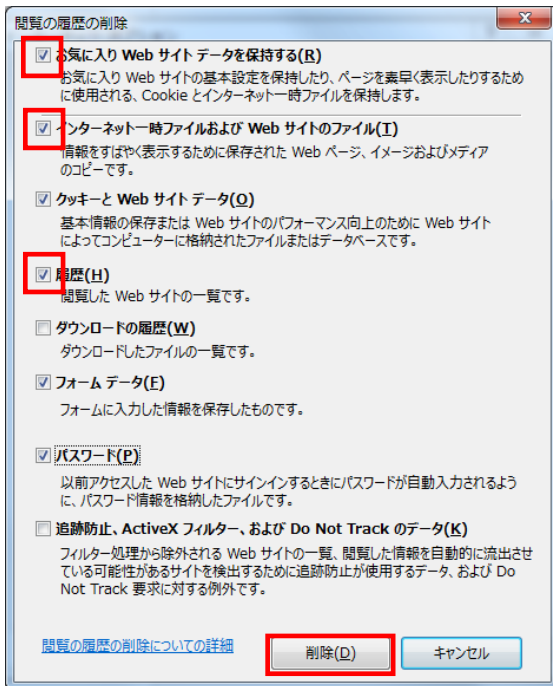 閲覧の履歴の削除
お気に入り Web サイト データを保持する(R)
お気に入り Web サイトの基本設定を保持したり、ページを素早く表示したりするため
に使用される、Cookie とインターネット一時ファイルを保持します。
インターネット一時ファイルおよび Web サイトのファイル(I)
情報をすばやく表示するために保存された Web ページ、イメージおよびメディア
のコピーです。
クッキーと Web サイト データ(O)
基本情報の保存または Web サイトのパフォーマンス向上のために Web サイト
によってコンピューターに格納されたファイルまたはデータベースです。
履歴(H)
閲覧した Web サイトの一覧です。
ダウンロードの履歴(W)
ダウンロードしたファイルの一覧です。
フォーム データ(F)
フォームに入力した情報を保存したものです。
パスワード(P)
以前アクセスした Web サイトにサインインするときにパスワードが自動入力されるよう
に、パスワード情報を格納したファイルです。
追跡防止、ActiveX フィルター、および Do Not Track のデータ(K)
フィルター処理から除外される Web サイトの一覧、閲覧した情報を自動的に流出させ
ている可能性があるサイトを検出するために追跡防止が使用するデータ、および Do
Not Track 要求に対する例外です。
閲覧の履歴の削除についての詳細
削除(D)
キャンセル